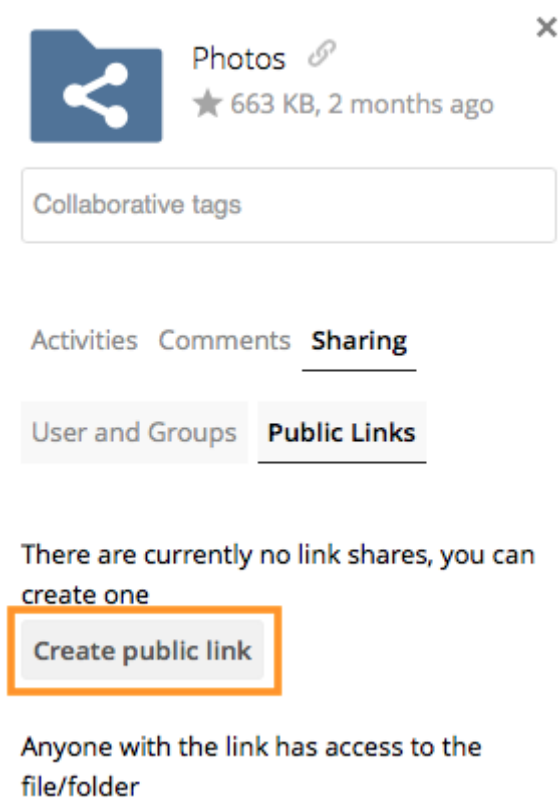 Photos
663 KB, 2 months ago
Collaborative tags
Activities Comments Sharing
User and Groups Public Links
There are currently no link shares, you can
create one
Create public link
Anyone with the link has access to the
file/folder